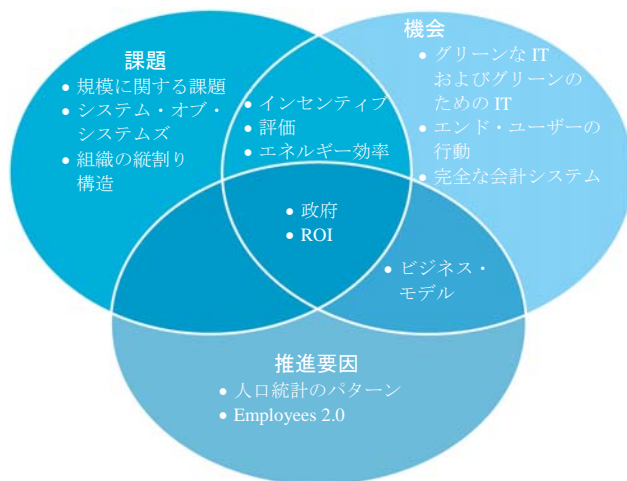 課題
● 規模に関する課題
● システム・オブ・
システムズ
● 組織の縦割り
構造
● インセンティブ
● 評価
● エネルギー効率
機会
● グリーンな IT
およびグリーンの
ための IT
● エンド・ユーザーの
行動
● 完全な会計システム
● 政府
● ROI
● ビジネス・
モデル
推進要因
● 人口統計のパターン
● Employees 2.0